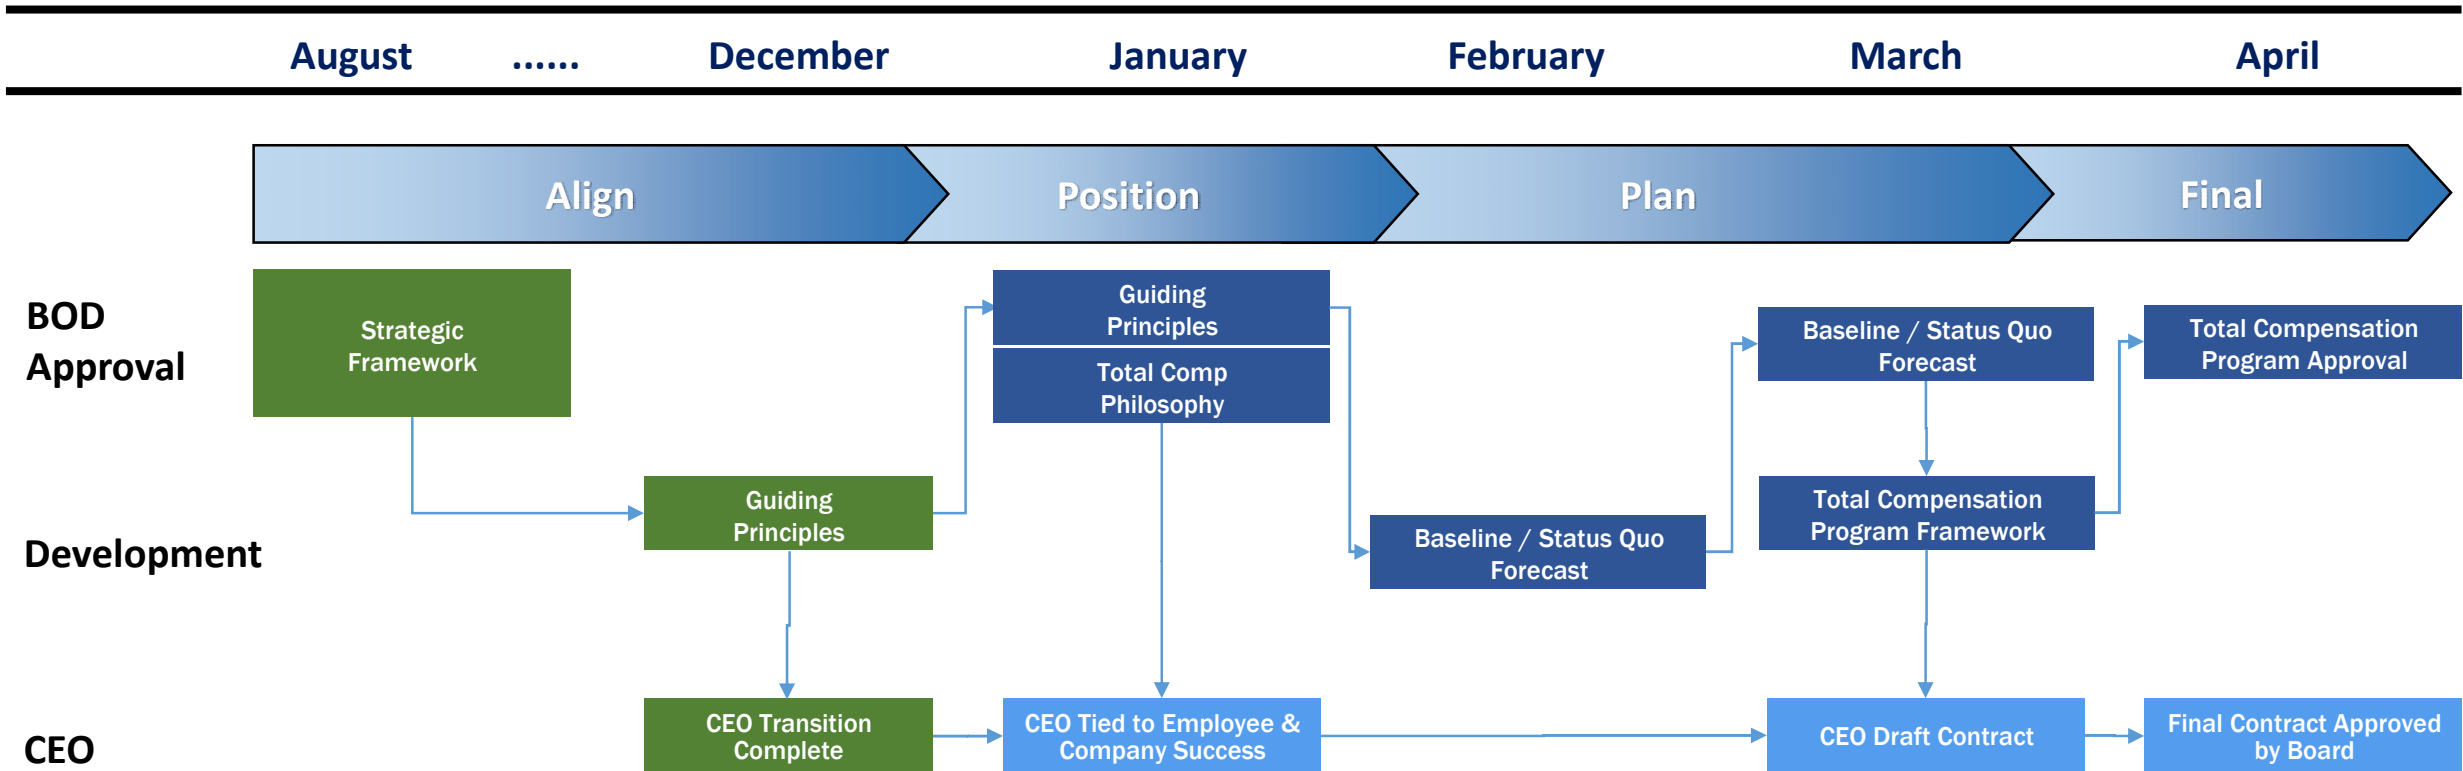 August ...... December January February March April
Align Position Plan Final
BOD
Approval
Strategic
Framework
Guiding
Principles
Total Comp
Philosophy
Baseline / Status Quo
Forecast
Total Compensation
Program Approval
Development
Guiding
Principles
Baseline / Status Quo
Forecast
Total Compensation
Program Framework
CEO
CEO Transition
Complete
CEO Tied to Employee &
Company Success
CEO Draft Contract
Final Contract Approved
by Board